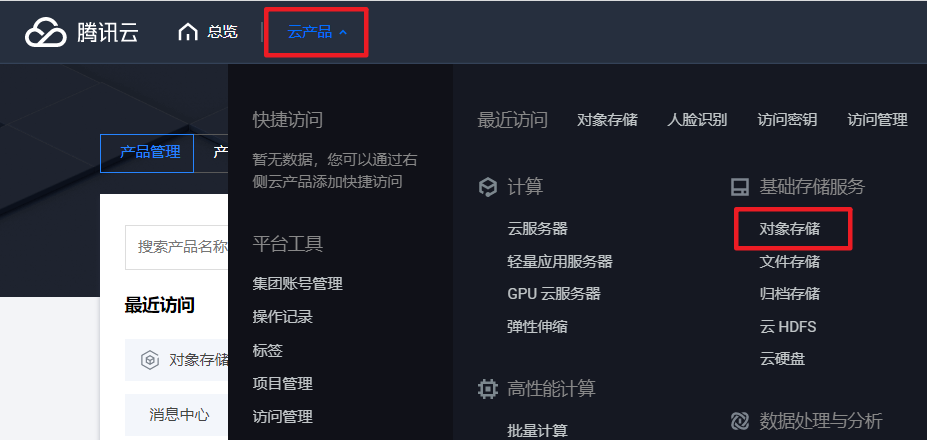 腾讯云 总览 云产品
快捷访问
暂无数据，您可以通过右
侧云产品添加快捷访问
平台工具
集团账号管理
操作记录
标签
项目管理
访问管理
最近访问 对象存储 人脸识别 访问密钥 访问管理
计算
云服务器
轻量应用服务器
GPU 云服务器
弹性伸缩
高性能计算
批量计算
基础存储服务
对象存储
文件存储
归档存储
云 HDFS
云硬盘
数据处理与分析
产品管理 产
搜索产品名称
最近访问
对象存储
消息中心